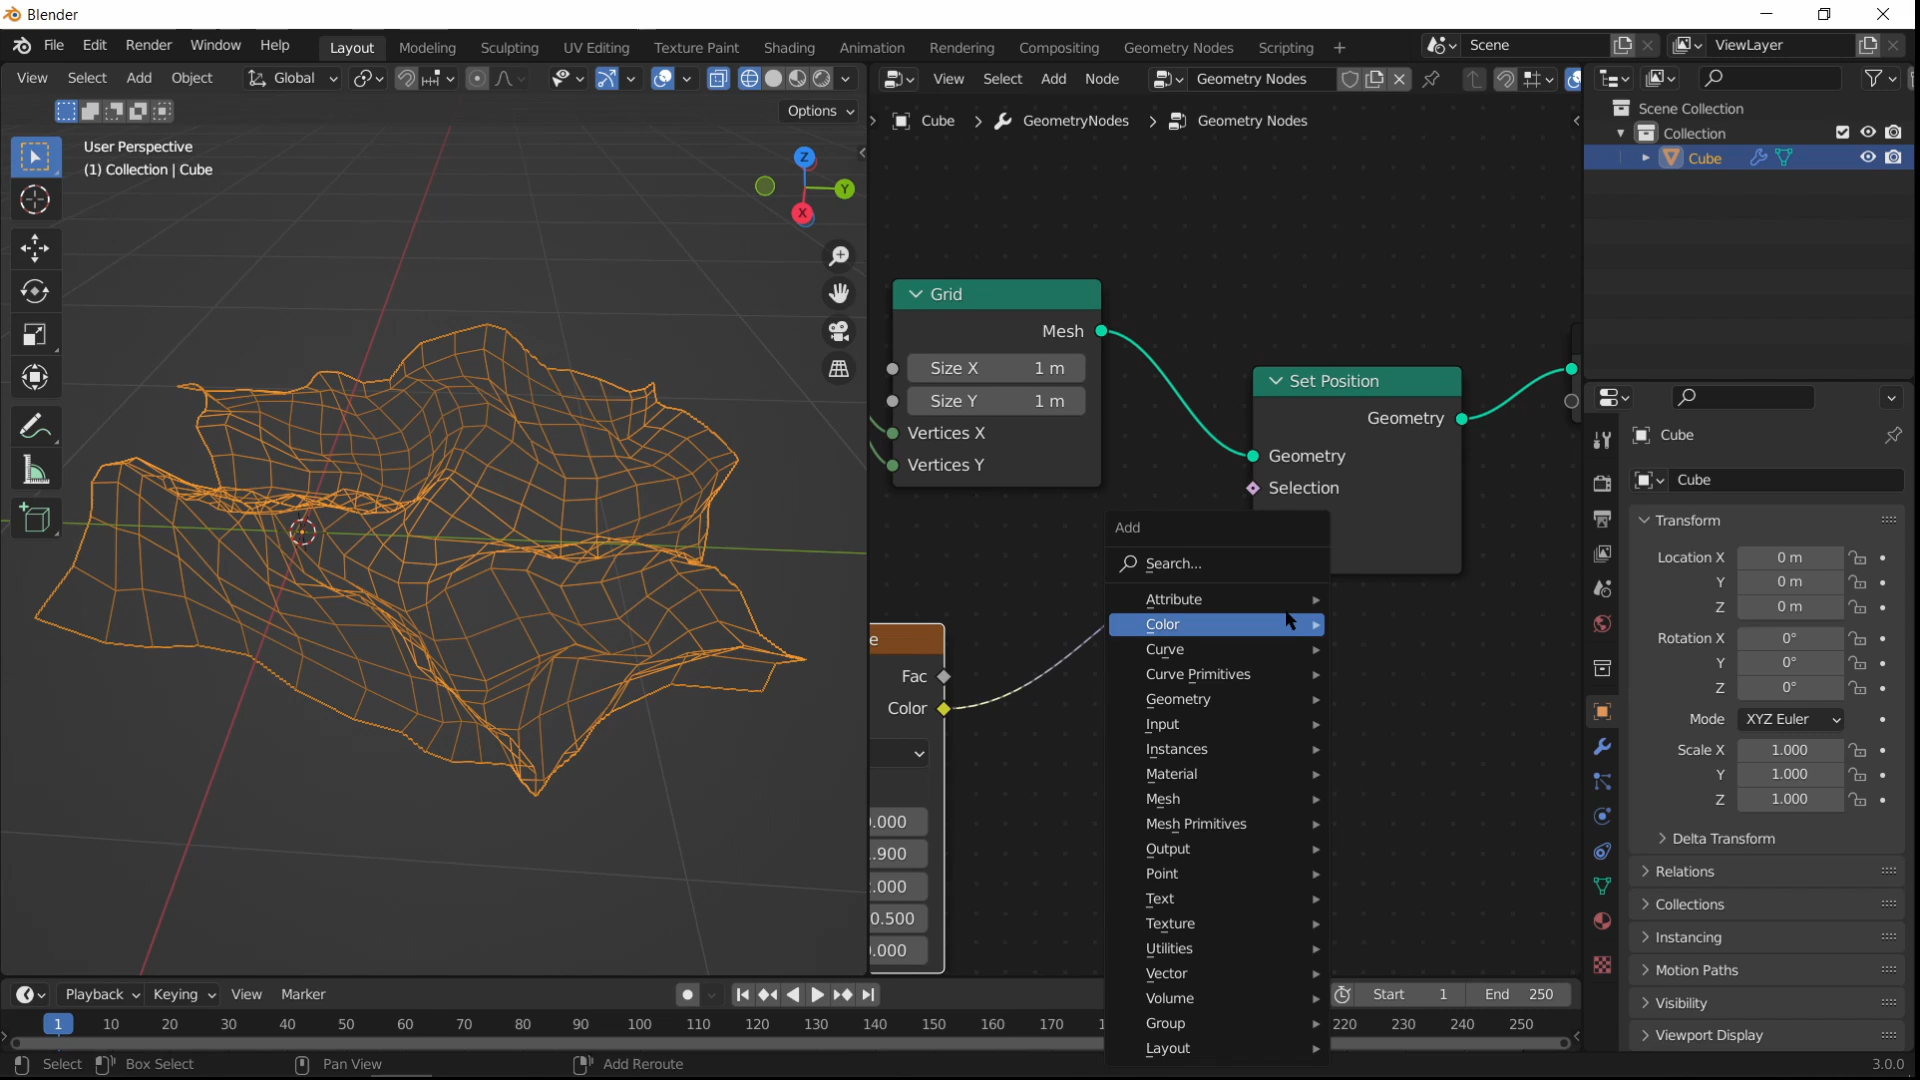 Blender
File Edit Render Window Help Layout Modeling Sculpting UV Editing Texture Paint Shading Animation Rendering Compositing Geometry Nodes Scripting + Scene ViewLayer
View Select Add Object Global
Options
User Perspective
(1) Collection | Cube
Z
Y
X
View Select Add Node Geometry Nodes
Cube > GeometryNodes > Geometry Nodes
Grid
Mesh
Size X 1 m
Size Y 1 m
Vertices X
Vertices Y
Set Position
Geometry
Geometry
Selection
e
Fac
Color
.000
.900
.000
0.500
.000
Add
Search...
Attribute
Color
Curve
Curve Primitives
Geometry
Input
Instances
Material
Mesh
Mesh Primitives
Output
Point
Text
Texture
Utilities
Vector
Volume
Group
Layout
Scene Collection
Collection
Cube
Cube
Cube
Transform
Location X 0 m
Y 0 m
Z 0 m
Rotation X 0°
Y 0°
Z 0°
Mode XYZ Euler
Scale X 1.000
Y 1.000
Z 1.000
Delta Transform
Relations
Collections
Instancing
Motion Paths
Visibility
Viewport Display
Playback Keying View Marker
Start 1 End 250
1 10 20 30 40 50 60 70 80 90 100 110 120 130 140 150 160 170 220 230 240 250
Select Box Select Pan View Add Reroute 3.0.0